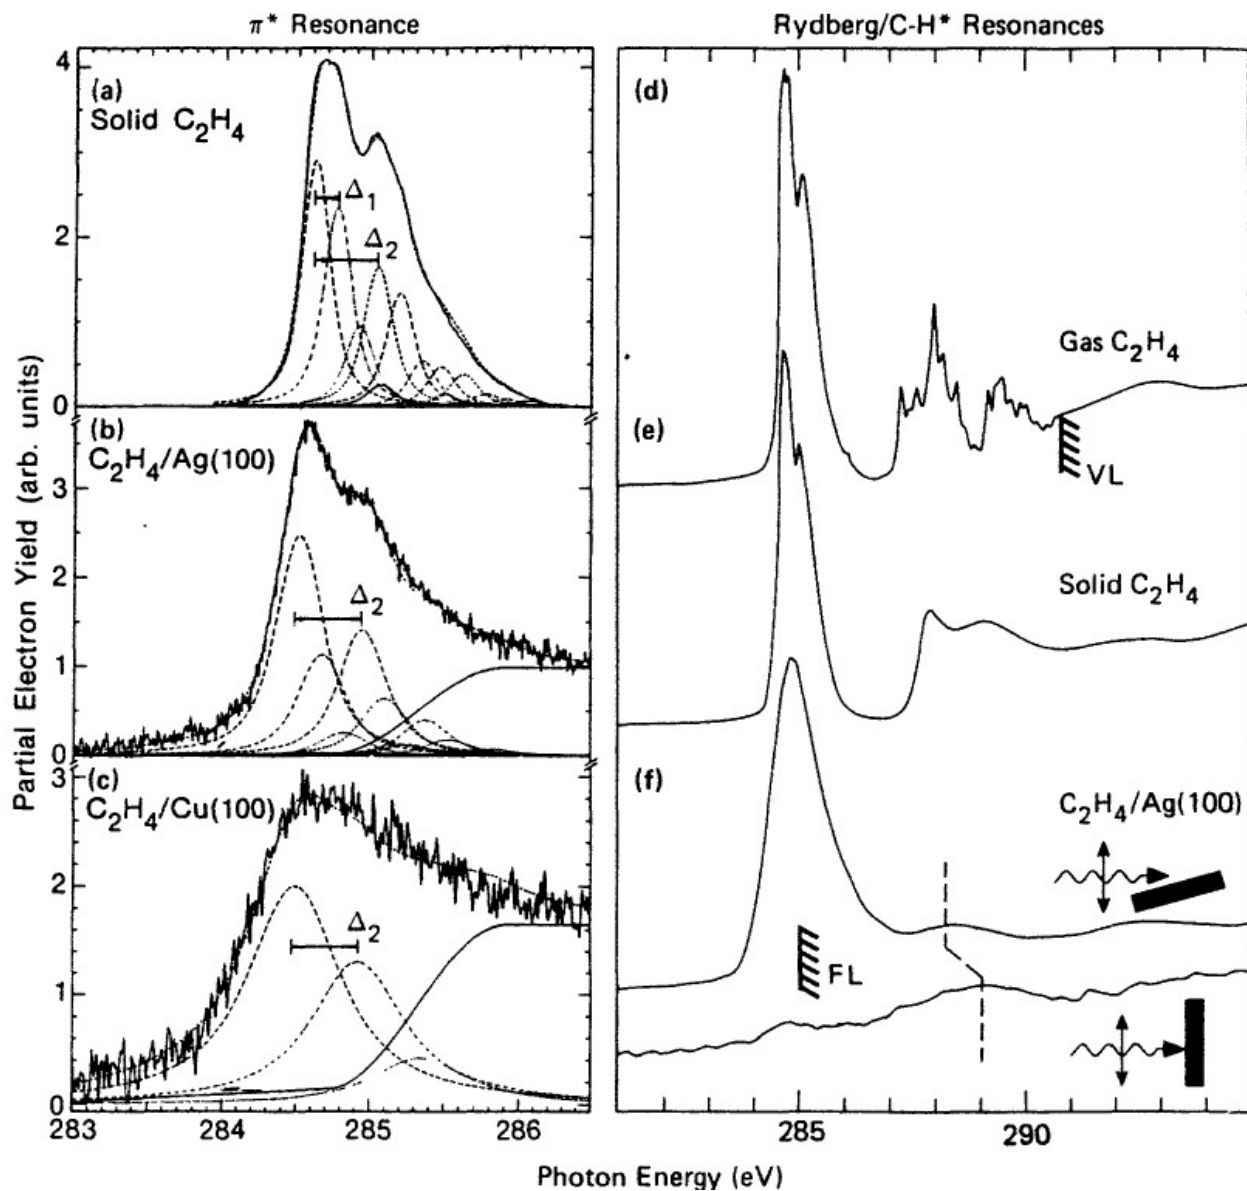 π* Resonance
Rydberg/C-H* Resonances
Partial Electron Yield (arb. units)
(a)
Solid C₂H₄
Δ₁
Δ₂
4
2
0
(b)
C₂H₄/Ag(100)
Δ₂
3
2
1
0
(c)
C₂H₄/Cu(100)
Δ₂
3
2
1
0
283
284
285
286
(d)
Gas C₂H₄
VL
(e)
Solid C₂H₄
(f)
C₂H₄/Ag(100)
FL
285
290
Photon Energy (eV)